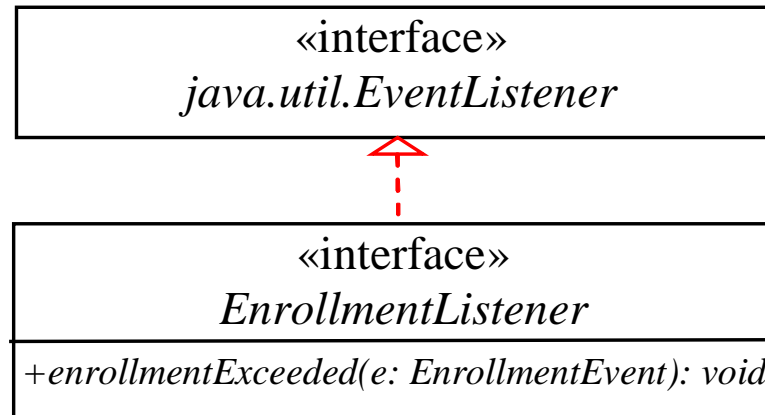 «interface»
java.util.EventListener
«interface»
EnrollmentListener
+enrollmentExceeded(e: EnrollmentEvent): void